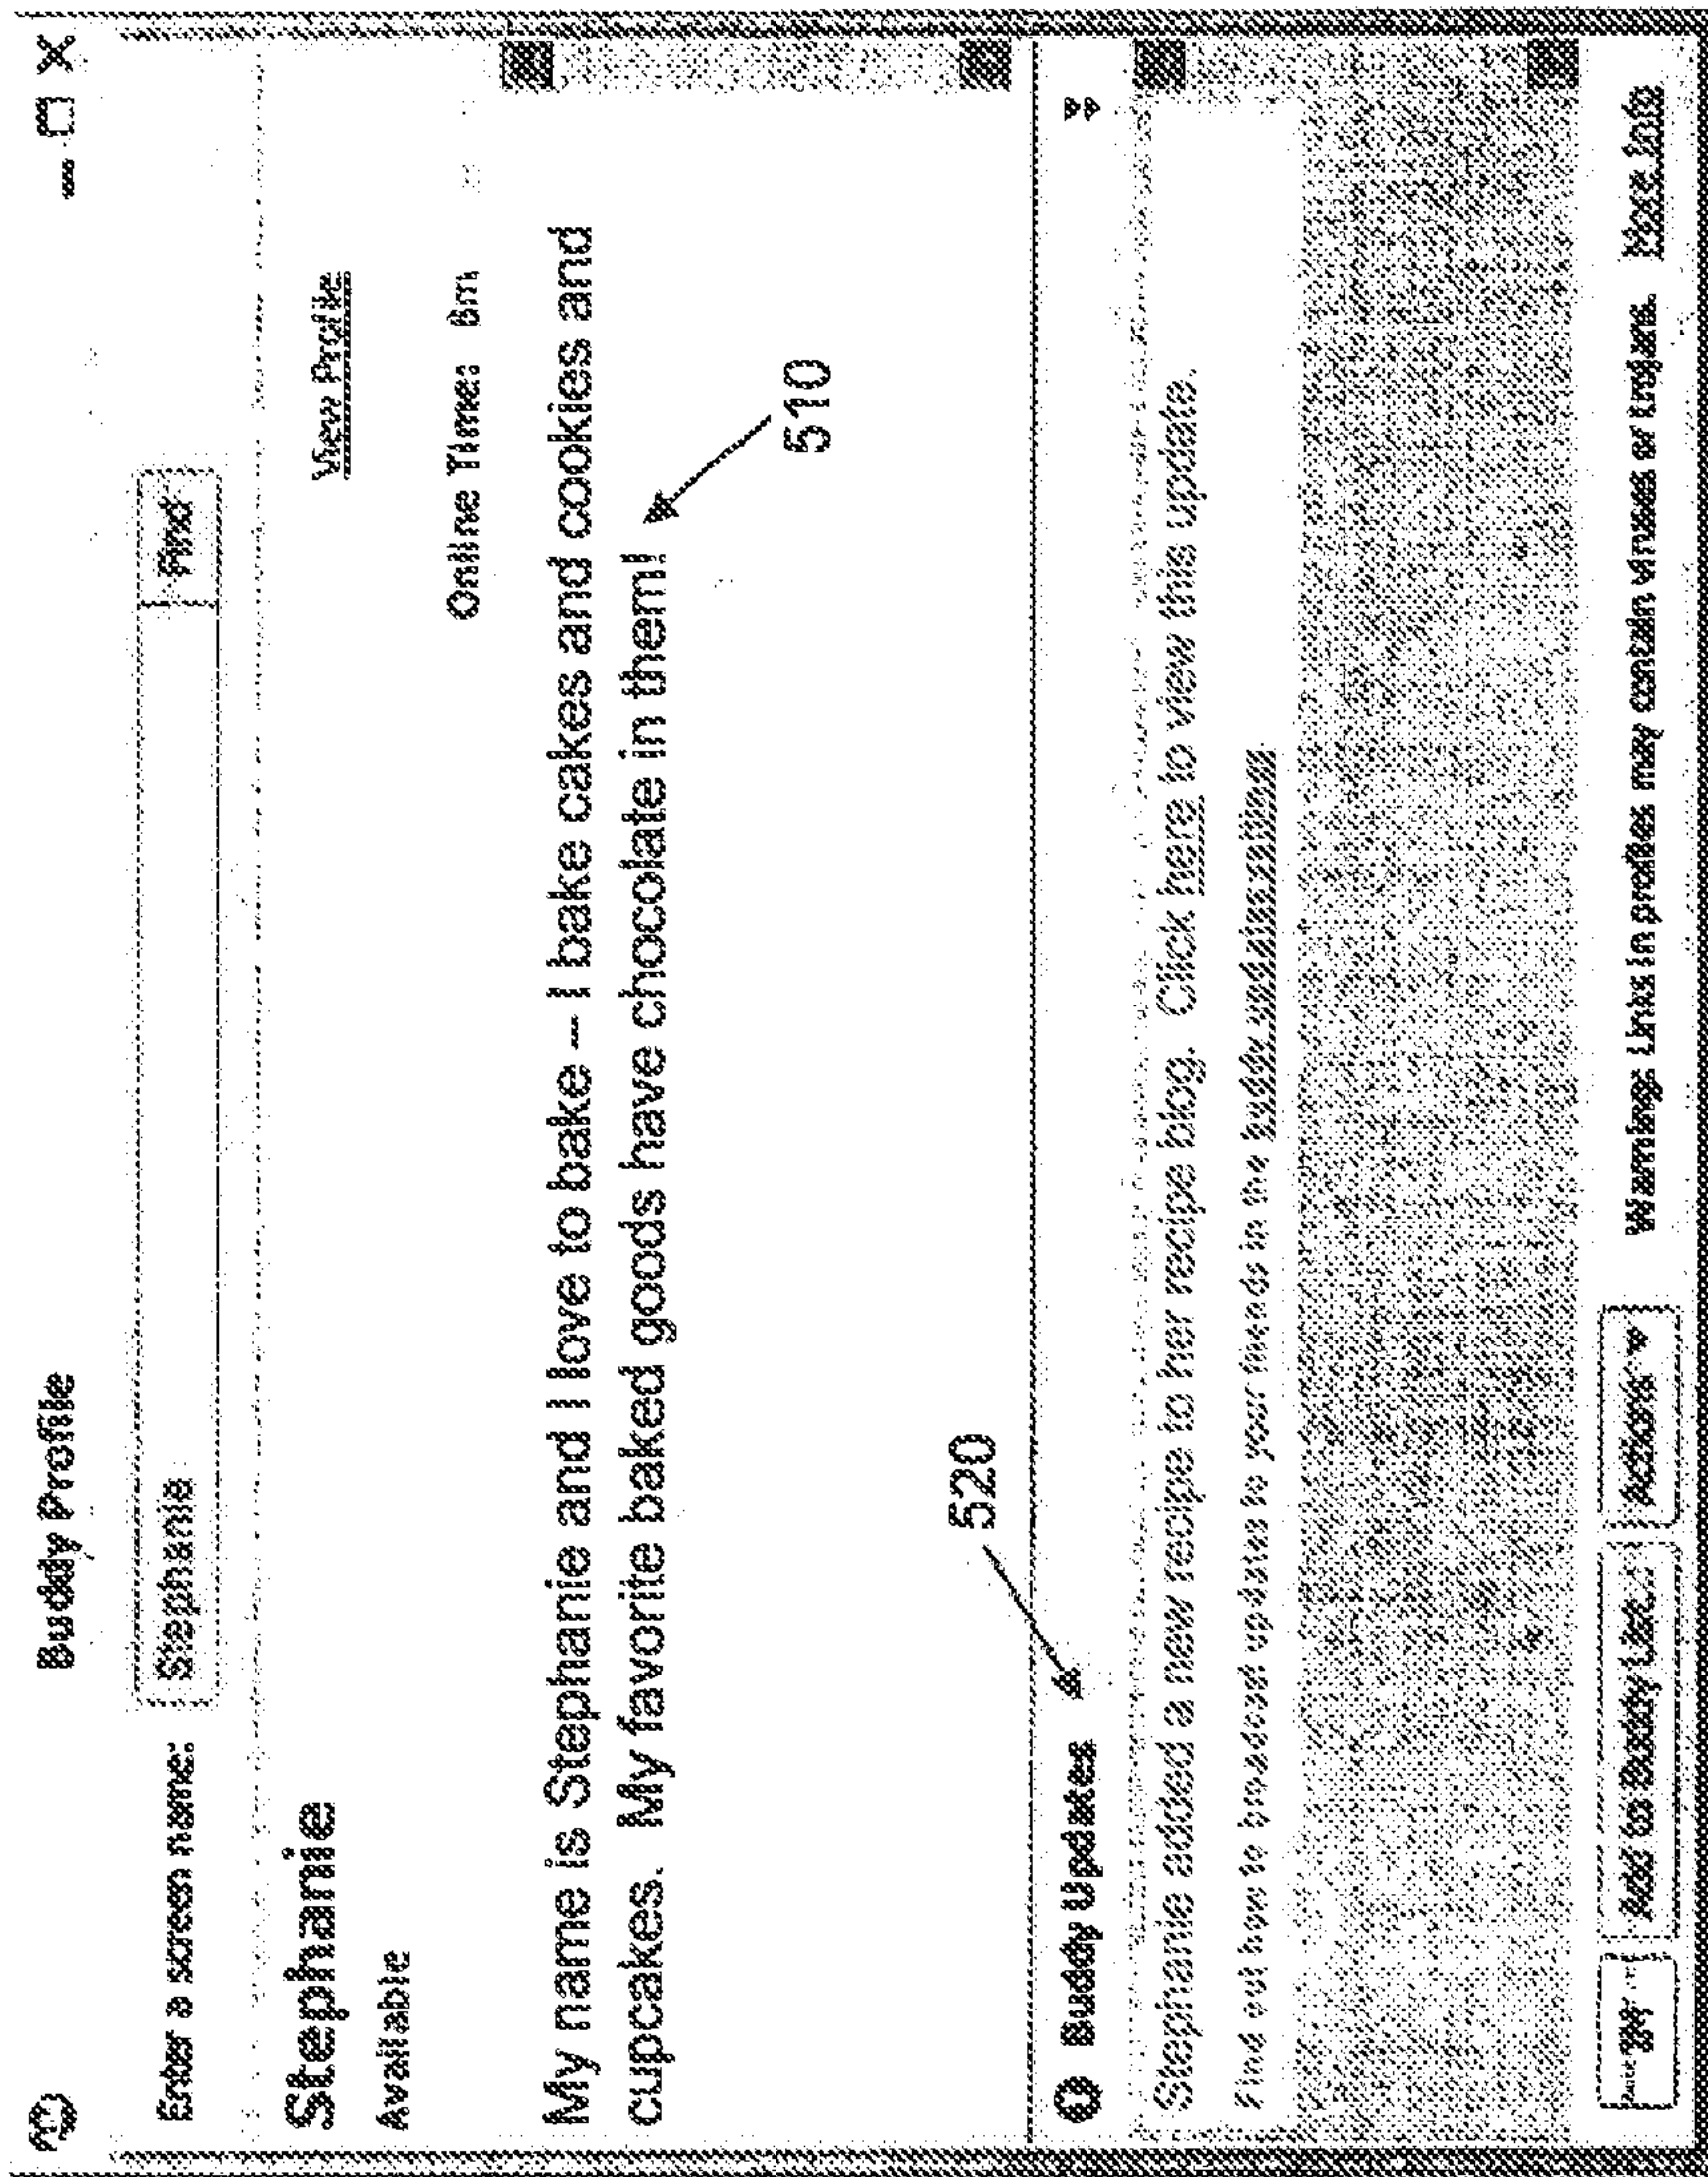 Buddy Profile
Enter a screen name: Stephanie Find
Stephanie
View Profile
Available
Online Time: 8m
My name is Stephanie and I love to bake – I bake cakes and cookies and
cupcakes. My favorite baked goods have chocolate in them!
510
520
Buddy Updates
Stephanie added a new recipe to her recipe blog. Click here to view this update.
Find out how to broadcast updates to your friends in the buddy updates settings.
IM Add to Buddy List... Actions Warning: Links in profiles may contain viruses or trojans. More Info